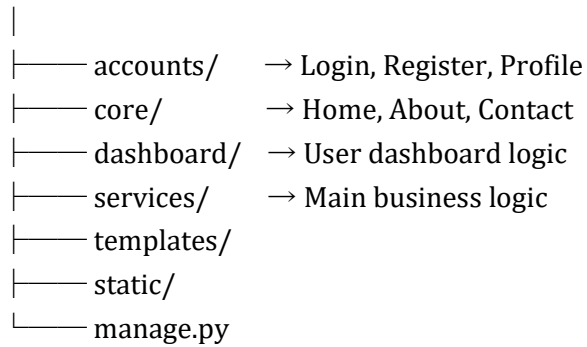 │
├── accounts/ → Login, Register, Profile
├── core/ → Home, About, Contact
├── dashboard/ → User dashboard logic
├── services/ → Main business logic
├── templates/
├── static/
└── manage.py